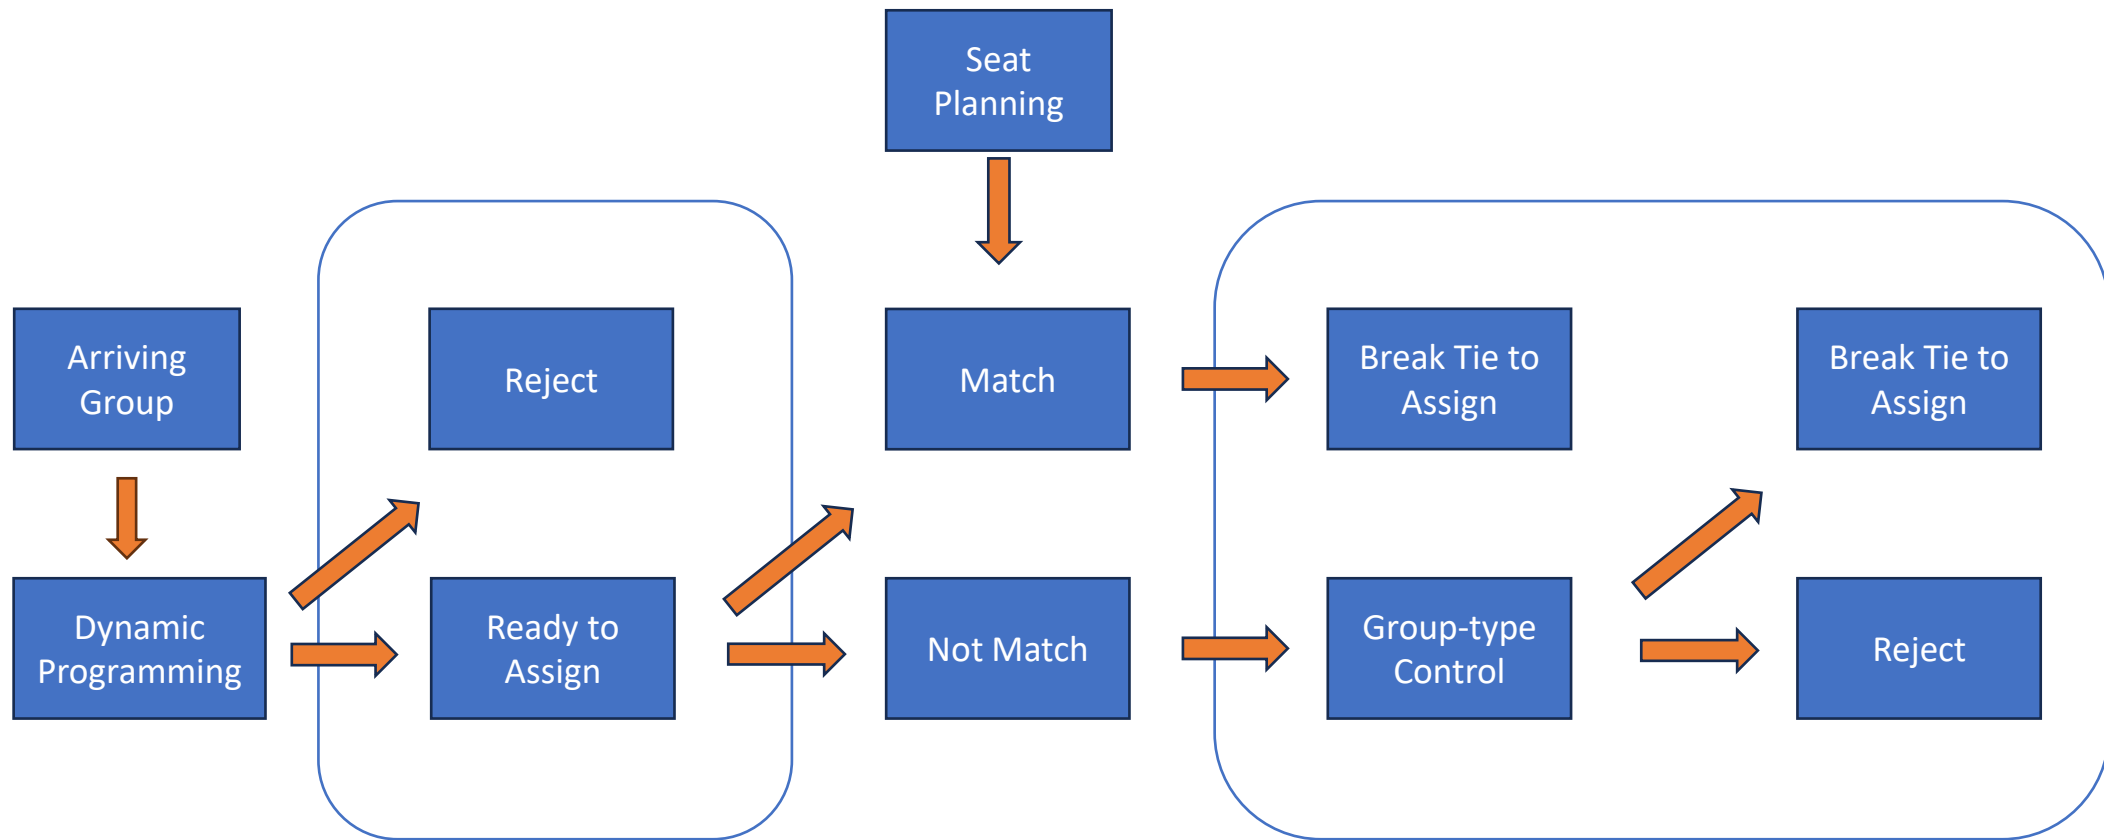 Seat
Planning
Arriving
Group
Reject
Match
Break Tie to
Assign
Break Tie to
Assign
Dynamic
Programming
Ready to
Assign
Not Match
Group-type
Control
Reject